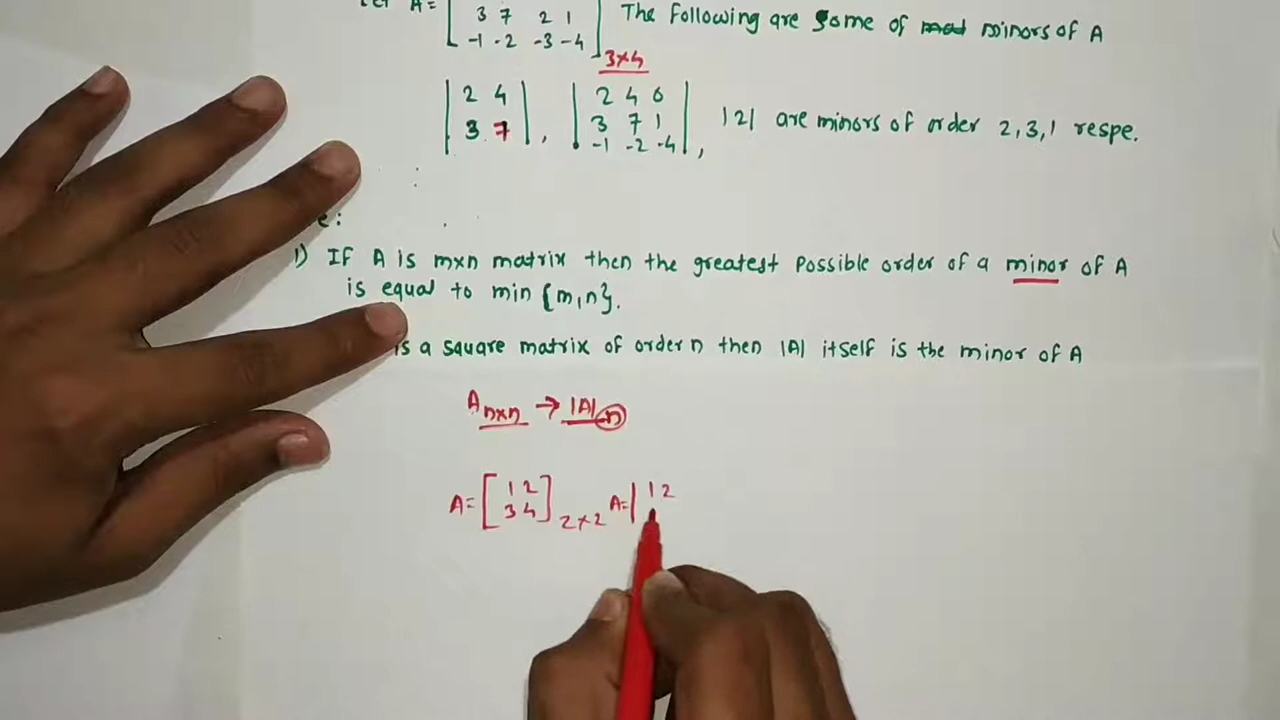 Let A=
3 7 2 1 The following are some of minors of A
-1 -2 -3 -4
3×4
2 4 2 4 0
3 7 , 3 7 1 |2| are minors of order 2,3,1 respe.
-1 -2 -4 ,
e:
1) If A is m×n matrix then the greatest possible order of a minor of A
is equal to min {m,n}.
is a square matrix of order n then |A| itself is the minor of A
A n×n → |A| n
A = [ 1 2 A = | 1 2
3 4 ] 2×2